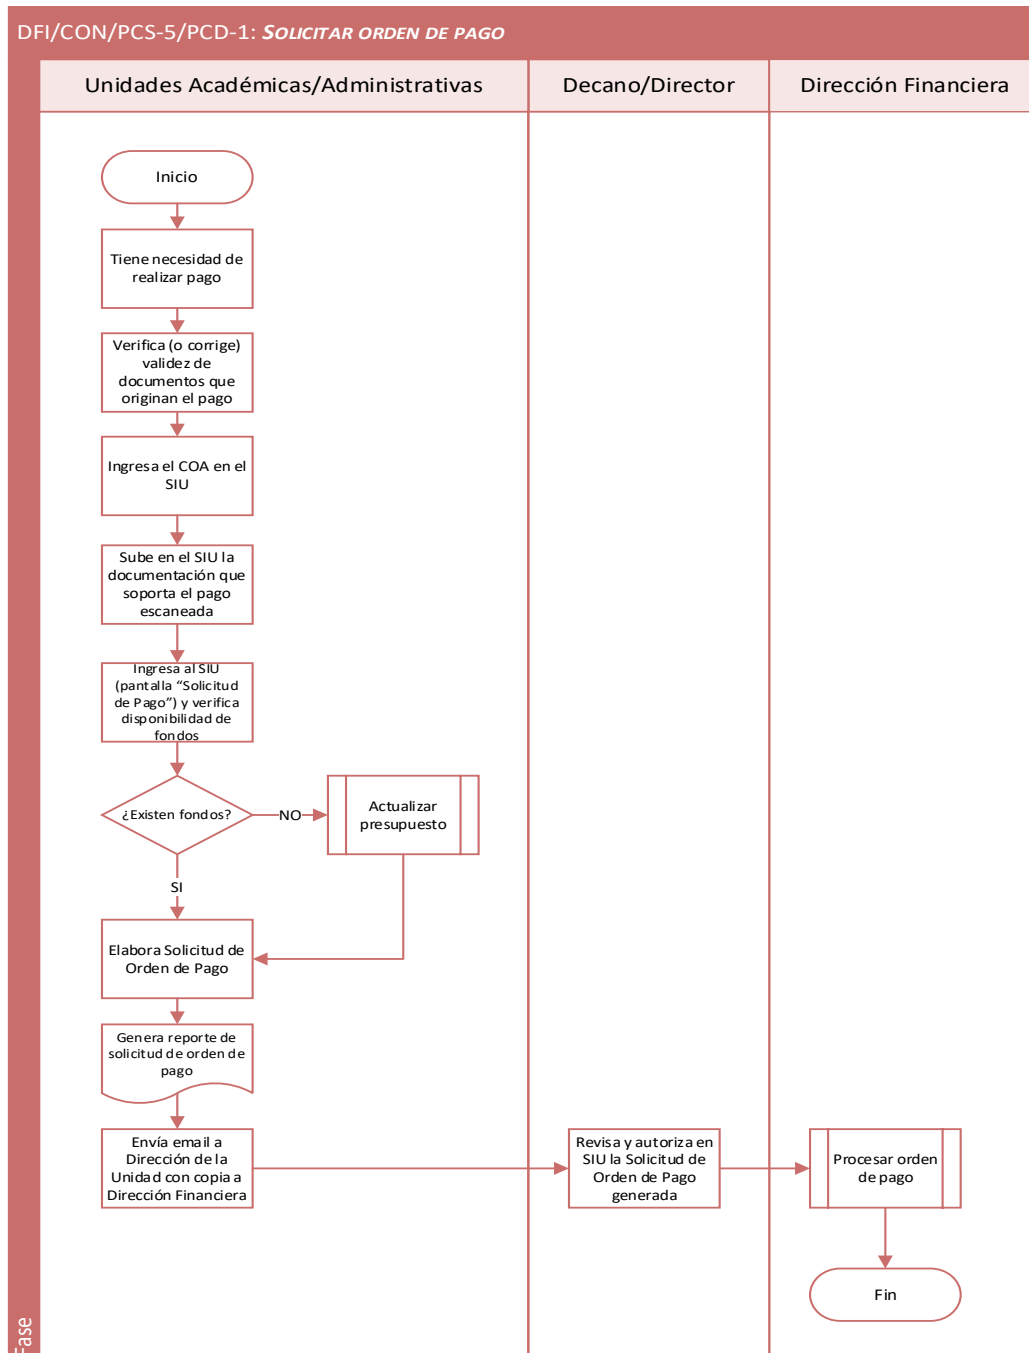 DFI/CON/PCS-5/PCD-1: SOLICITAR ORDEN DE PAGO
Unidades Académicas/Administrativas
Decano/Director
Dirección Financiera
Inicio
Tiene necesidad de
realizar pago
Verifica (o corrige)
validez de
documentos que
originan el pago
Ingresa el COA en el
SIU
Sube en el SIU la
documentación que
soporta el pago
escaneada
Ingresa al SIU
(pantalla “Solicitud
de Pago”) y verifica
disponibilidad de
fondos
¿Existen fondos?
NO
Actualizar
presupuesto
SI
Elabora Solicitud de
Orden de Pago
Genera reporte de
solicitud de orden de
pago
Envía email a
Dirección de la
Unidad con copia a
Dirección Financiera
Revisa y autoriza en
SIU la Solicitud de
Orden de Pago
generada
Procesar orden
de pago
Fin
Fase